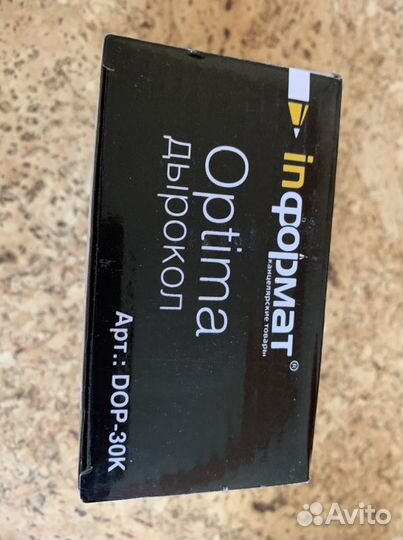 inформат®
канцелярские товары
Optima
дырокол
Арт.: DOP-30K
Avito